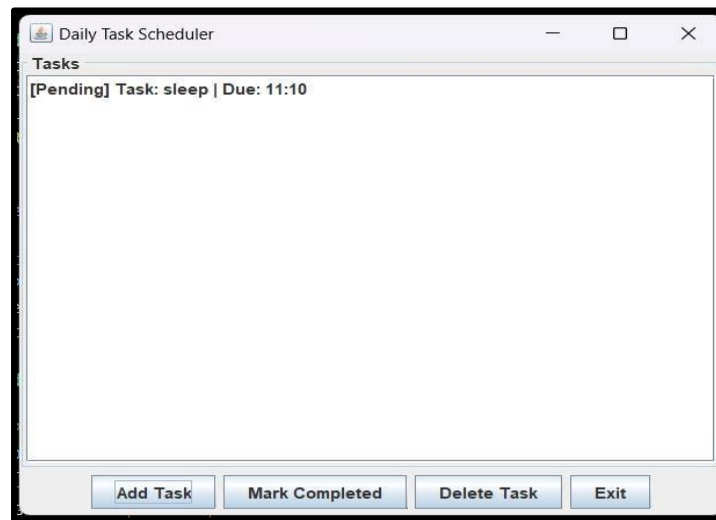 Daily Task Scheduler
Tasks
[Pending] Task: sleep | Due: 11:10
Add Task Mark Completed Delete Task Exit